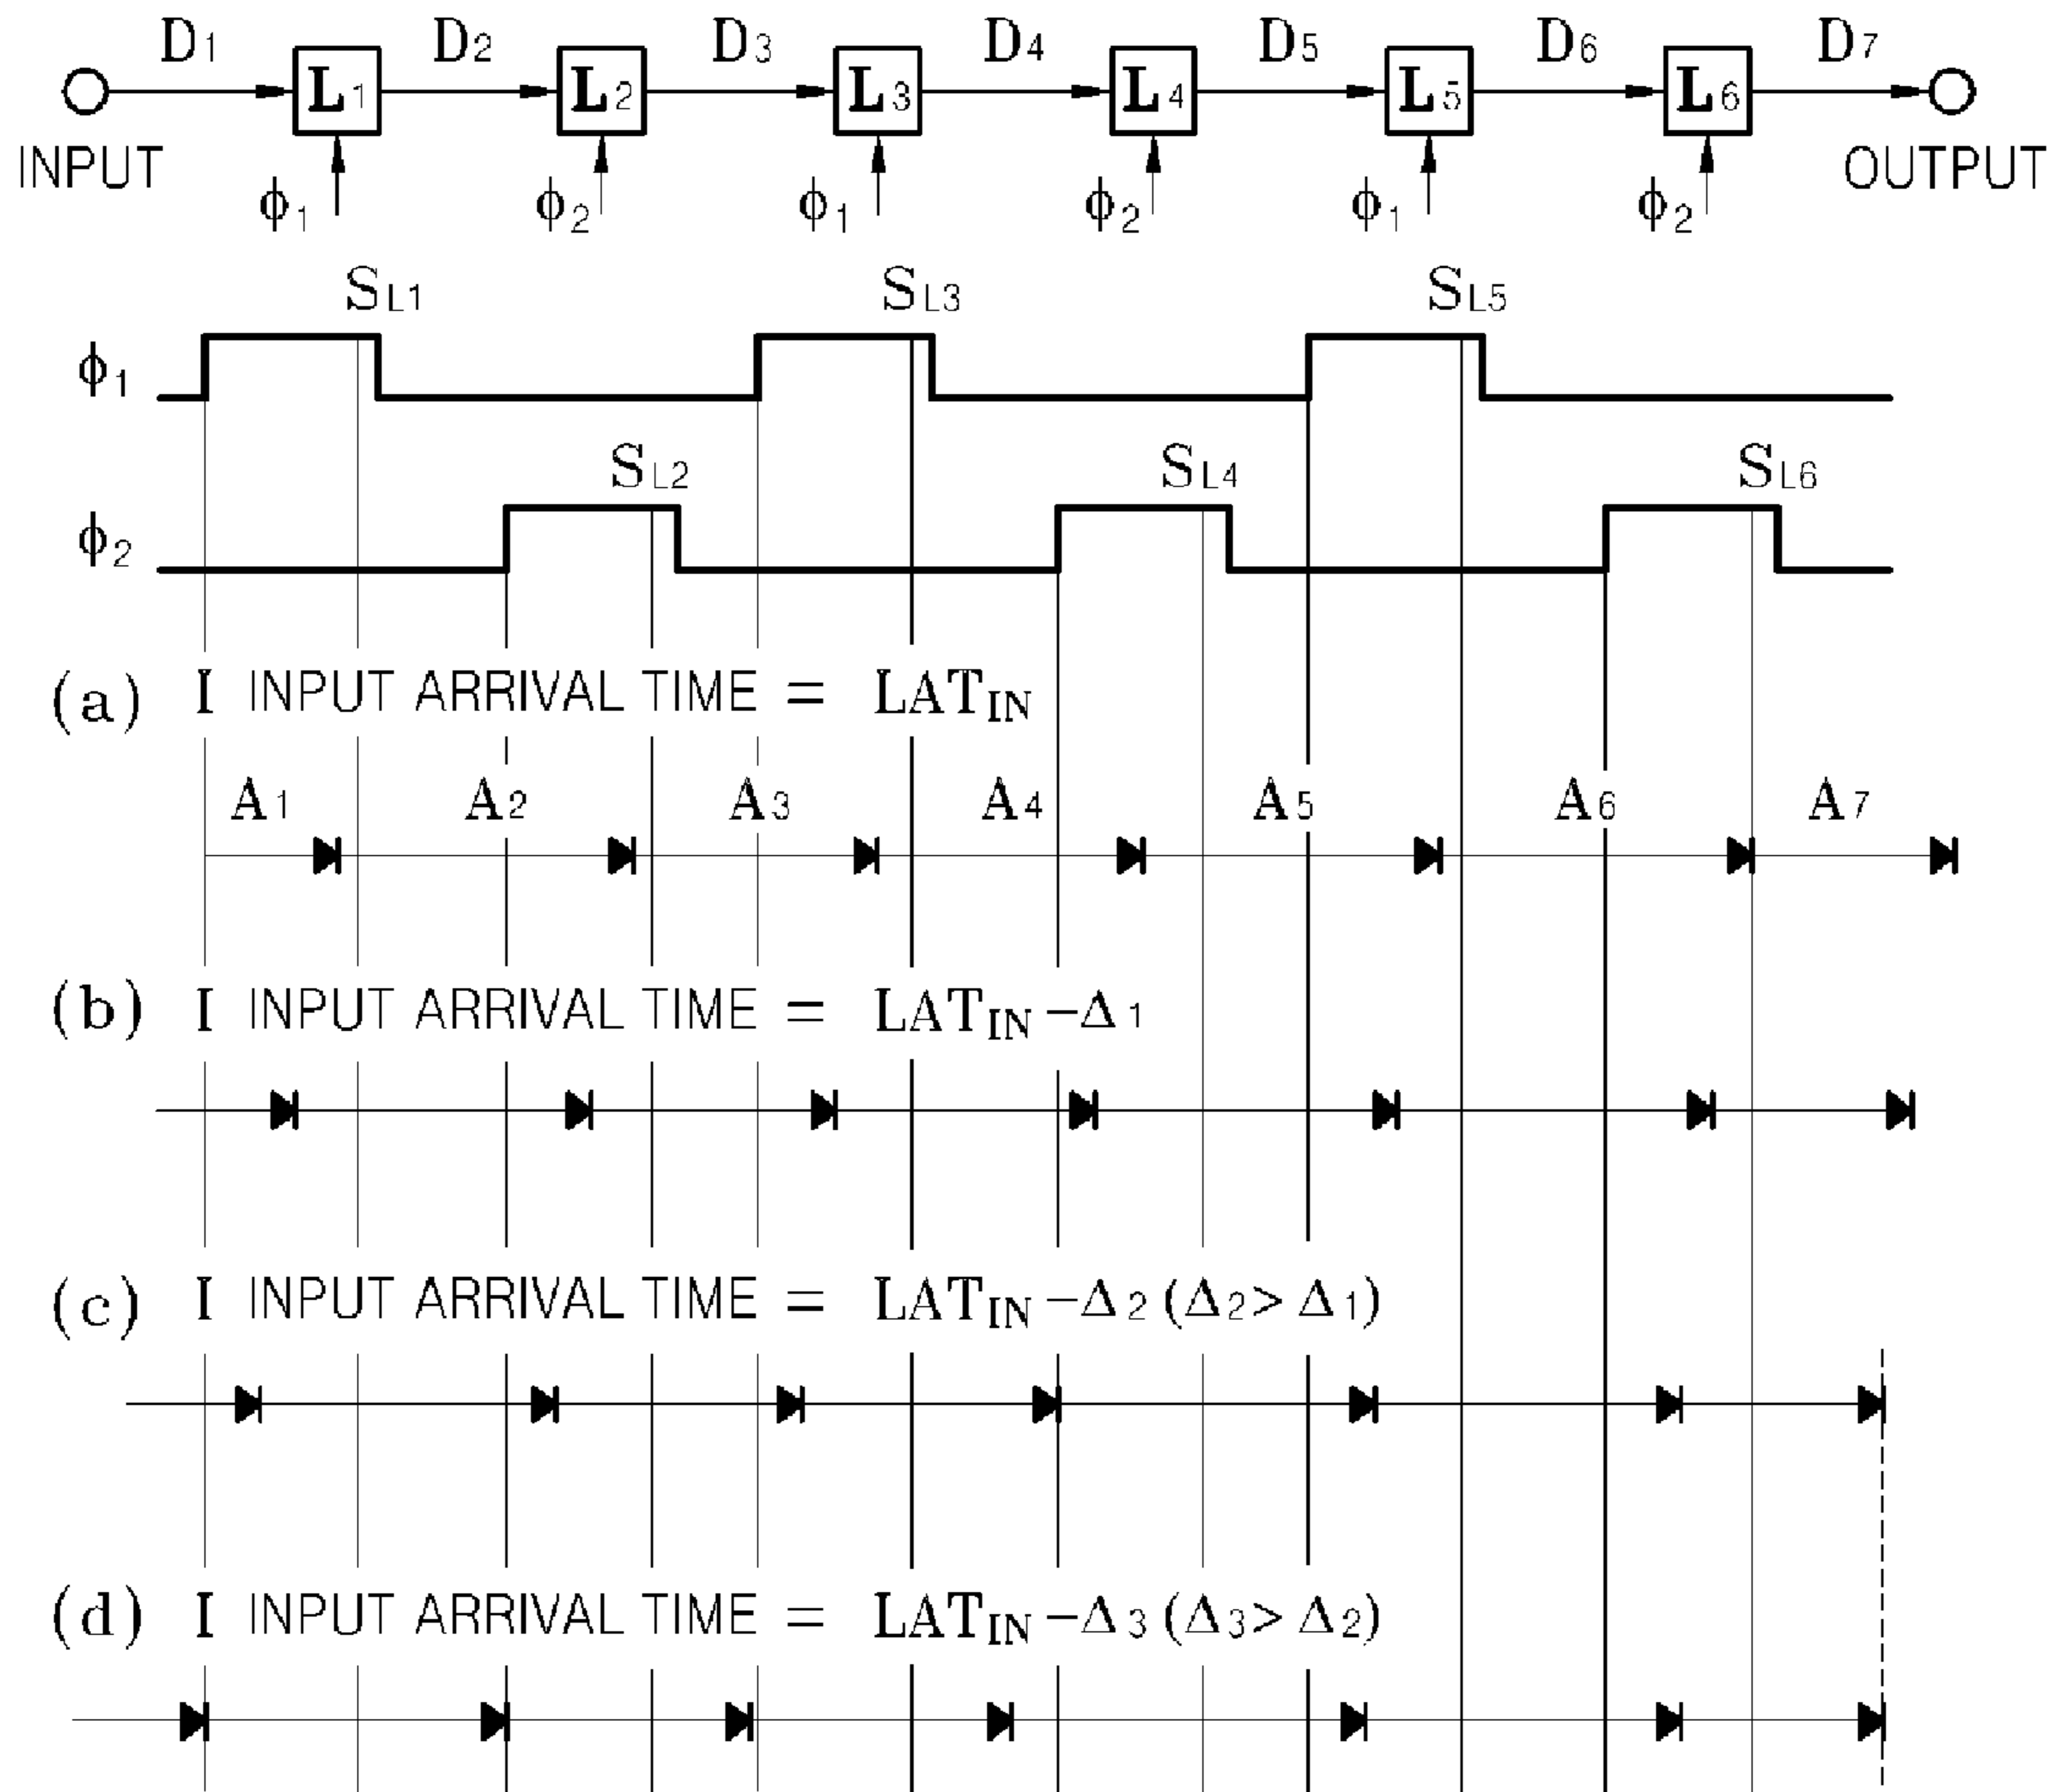 D1 D2 D3 D4 D5 D6 D7
L1 L2 L3 L4 L5 L6
INPUT OUTPUT
ϕ1 ϕ2 ϕ1 ϕ2 ϕ1 ϕ2
SL1 SL3 SL5
ϕ1
SL2 SL4 SL6
ϕ2
(a) I INPUT ARRIVAL TIME = LATIN
A1 A2 A3 A4 A5 A6 A7
(b) I INPUT ARRIVAL TIME = LATIN −Δ1
(c) I INPUT ARRIVAL TIME = LATIN −Δ2 (Δ2> Δ1)
(d) I INPUT ARRIVAL TIME = LATIN −Δ3 (Δ3> Δ2)